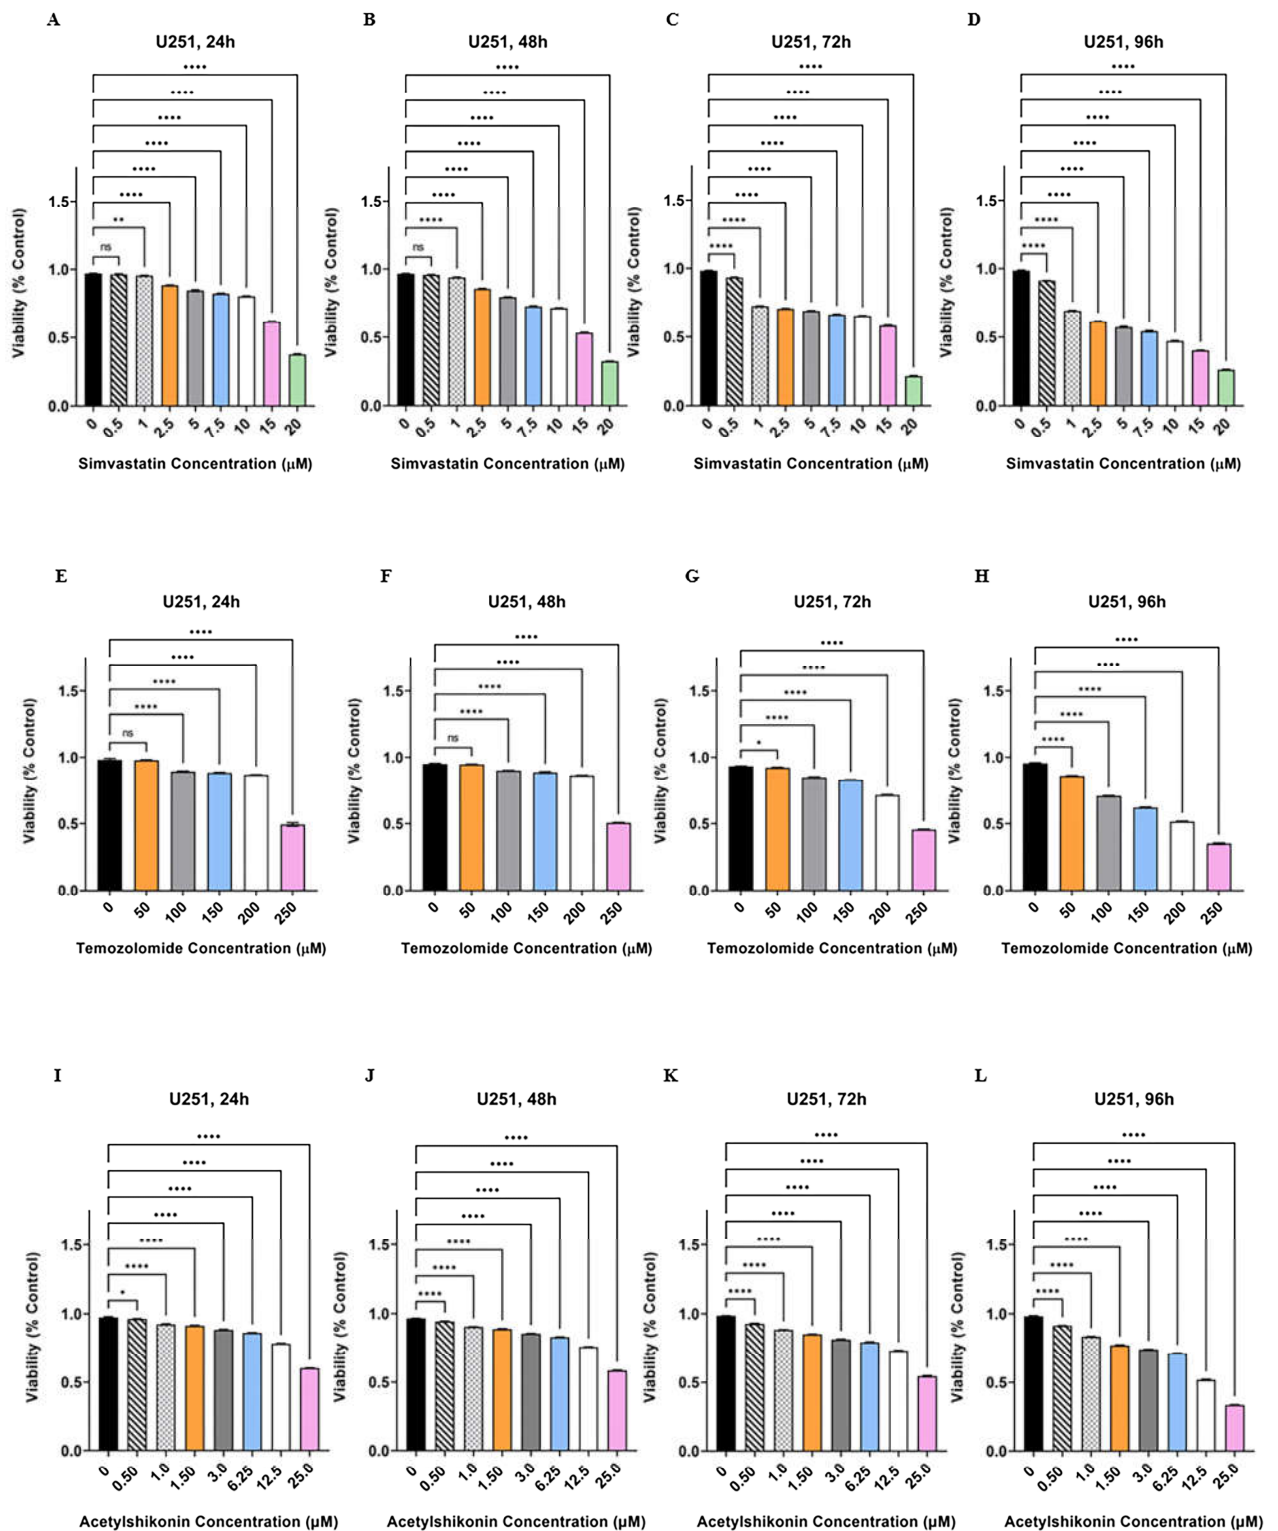 A B C D
U251, 24h U251, 48h U251, 72h U251, 96h
**** **** **** ****
**** **** **** ****
**** **** **** ****
**** **** **** ****
**** **** **** ****
**** **** **** ****
** **** **** ****
ns ns **** ****
Viability (% Control) Viability (% Control) Viability (% Control) Viability (% Control)
1.5 1.5 1.5 1.5
1.0 1.0 1.0 1.0
0.5 0.5 0.5 0.5
0.0 0.0 0.0 0.0
0 0.5 1 2.5 5 7.5 10 15 20 0 0.5 1 2.5 5 7.5 10 15 20 0 0.5 1 2.5 5 7.5 10 15 20 0 0.5 1 2.5 5 7.5 10 15 20
Simvastatin Concentration (μM) Simvastatin Concentration (μM) Simvastatin Concentration (μM) Simvastatin Concentration (μM)
E F G H
U251, 24h U251, 48h U251, 72h U251, 96h
**** **** **** ****
**** **** **** ****
**** **** **** ****
**** **** **** ****
ns ns * ****
Viability (% Control) Viability (% Control) Viability (% Control) Viability (% Control)
1.5 1.5 1.5 1.5
1.0 1.0 1.0 1.0
0.5 0.5 0.5 0.5
0.0 0.0 0.0 0.0
0 50 100 150 200 250 0 50 100 150 200 250 0 50 100 150 200 250 0 50 100 150 200 250
Temozolomide Concentration (μM) Temozolomide Concentration (μM) Temozolomide Concentration (μM) Temozolomide Concentration (μM)
I J K L
U251, 24h U251, 48h U251, 72h U251, 96h
**** **** **** ****
**** **** **** ****
**** **** **** ****
**** **** **** ****
**** **** **** ****
**** **** **** ****
* **** **** ****
Viability (% Control) Viability (% Control) Viability (% Control) Viability (% Control)
1.5 1.5 1.5 1.5
1.0 1.0 1.0 1.0
0.5 0.5 0.5 0.5
0.0 0.0 0.0 0.0
0 0.50 1.0 1.50 3.0 6.25 12.5 25.0 0 0.50 1.0 1.50 3.0 6.25 12.5 25.0 0 0.50 1.0 1.50 3.0 6.25 12.5 25.0 0 0.50 1.0 1.50 3.0 6.25 12.5 25.0
Acetylshikonin Concentration (μM) Acetylshikonin Concentration (μM) Acetylshikonin Concentration (μM) Acetylshikonin Concentration (μM)